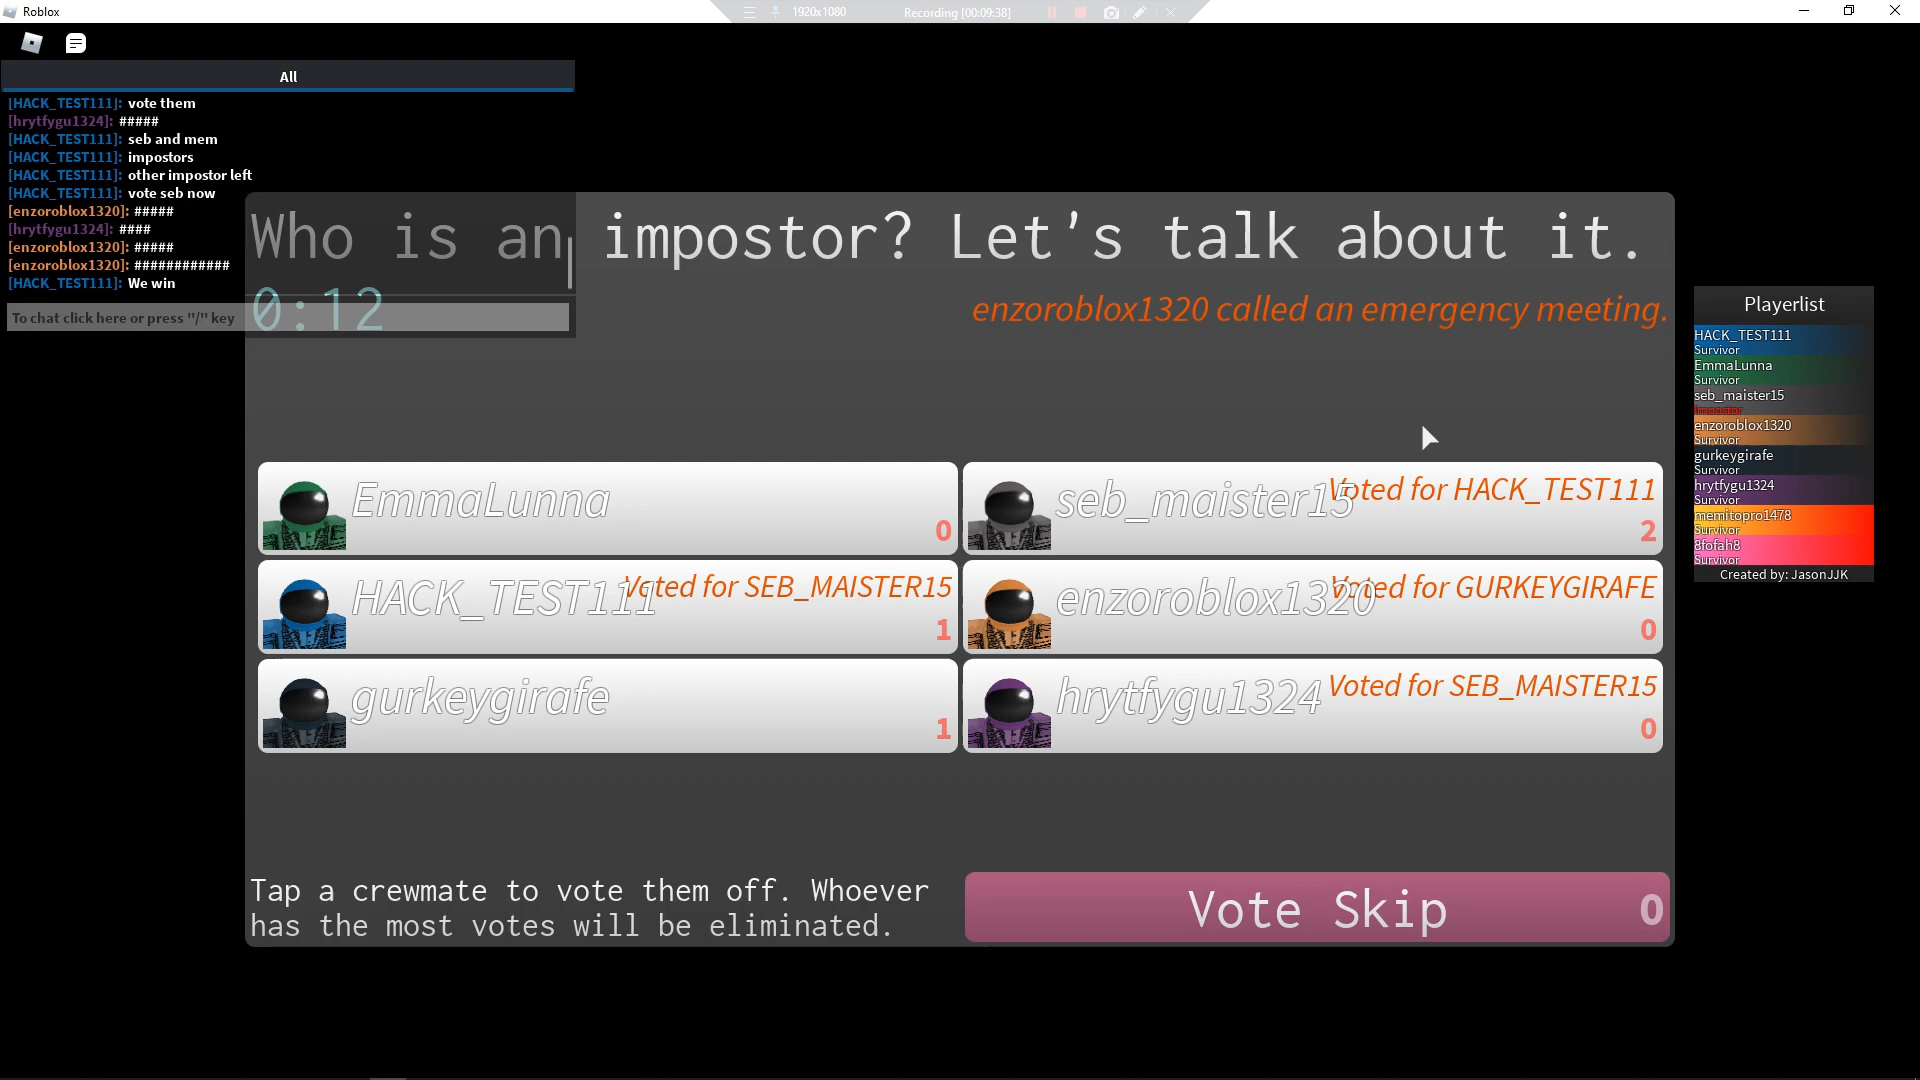 Roblox
1920x1080
Recording [00:09:38]
All
[HACK_TEST111]: vote them
[hrytfygu1324]: #####
[HACK_TEST111]: seb and mem
[HACK_TEST111]: impostors
[HACK_TEST111]: other impostor left
[HACK_TEST111]: vote seb now
[enzoroblox1320]: #####
[hrytfygu1324]: ####
[enzoroblox1320]: #####
[enzoroblox1320]: ############
[HACK_TEST111]: We win
To chat click here or press "/" key
Who is an impostor? Let's talk about it.
0:12
enzoroblox1320 called an emergency meeting.
EmmaLunna
0
seb_maister15
Voted for HACK_TEST111
2
HACK_TEST111
Voted for SEB_MAISTER15
1
enzoroblox1320
Voted for GURKEYGIRAFE
0
gurkeygirafe
1
hrytfygu1324
Voted for SEB_MAISTER15
0
Tap a crewmate to vote them off. Whoever
has the most votes will be eliminated.
Vote Skip
0
Playerlist
HACK_TEST111
Survivor
EmmaLunna
Survivor
seb_maister15
Impostor
enzoroblox1320
Survivor
gurkeygirafe
Survivor
hrytfygu1324
Survivor
memitopro1478
Survivor
8fofah8
Survivor
Created by: JasonJJK